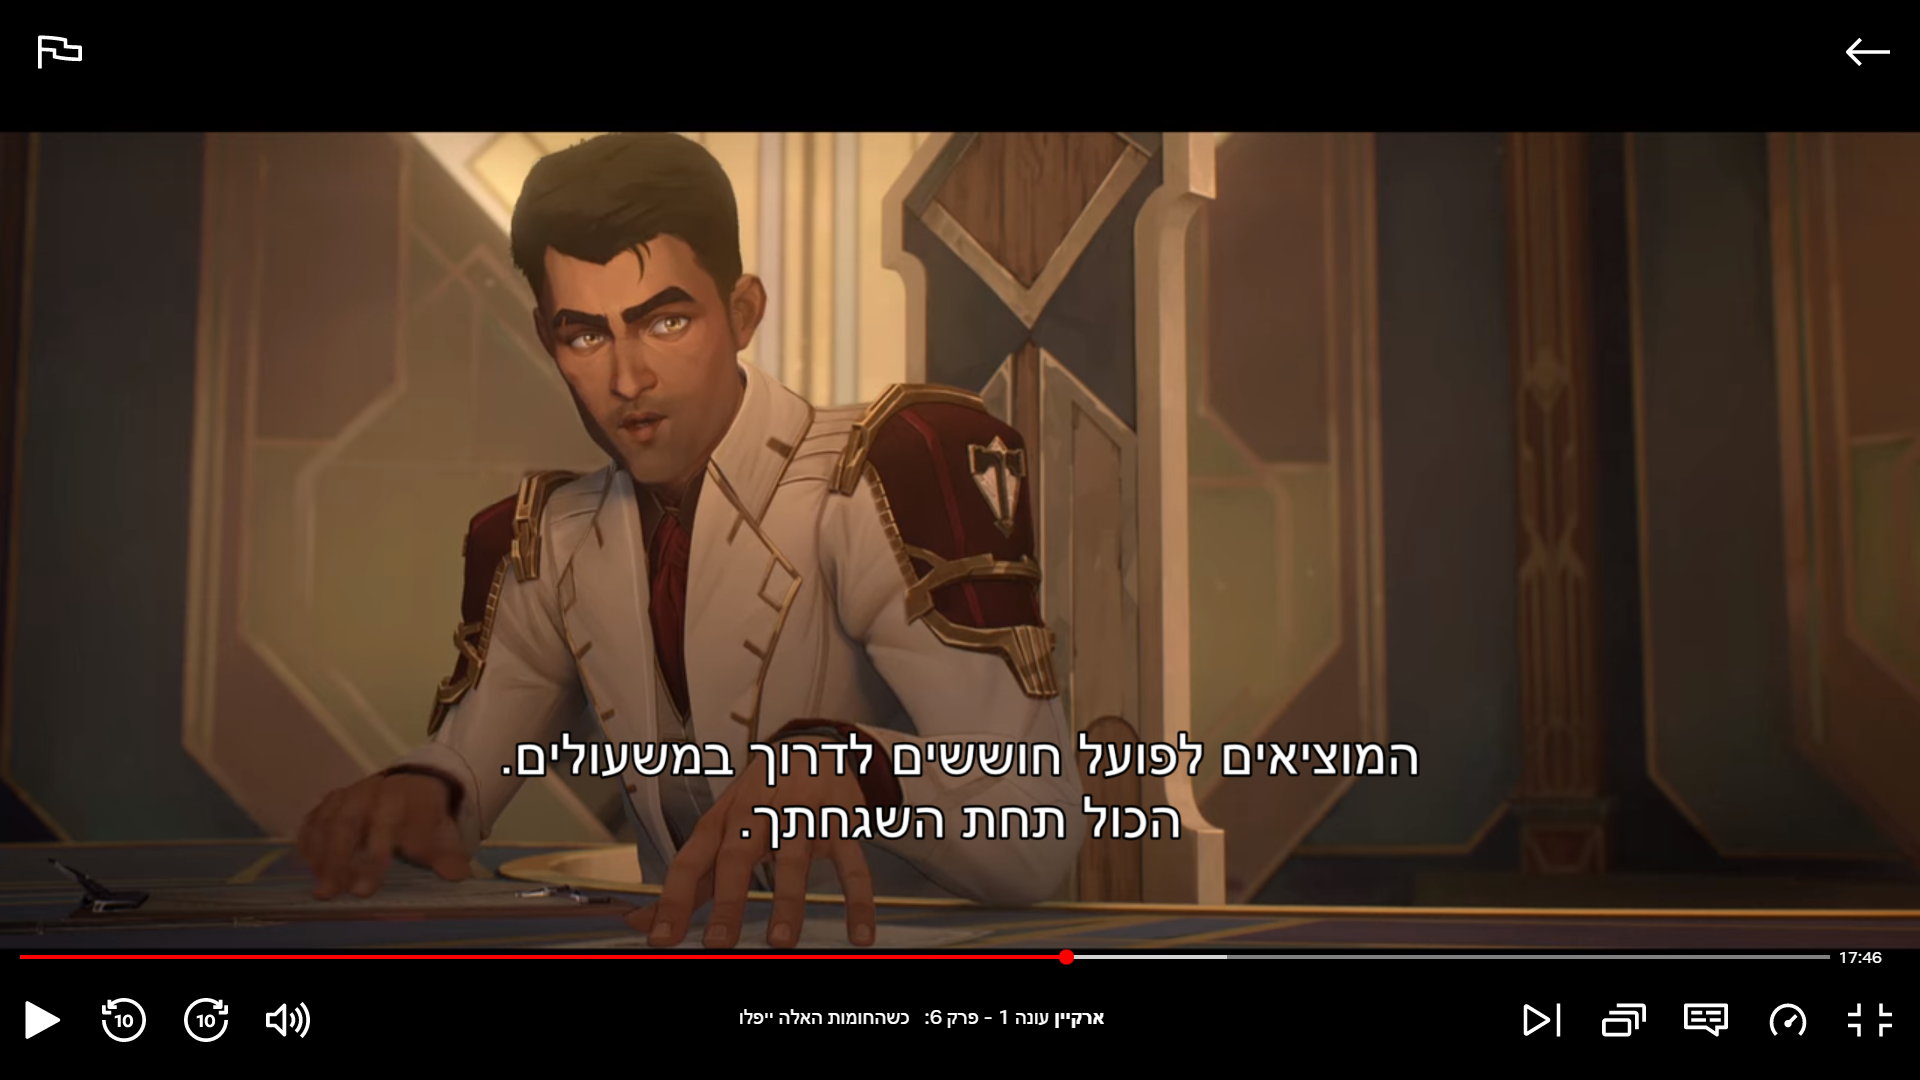 המוציאים לפועל חוששים לדרוך במשעולים.
הכול תחת השגחתך.
17:46
10
10
ארקיין עונה 1 - פרק 6: כשהחומות האלה ייפלו